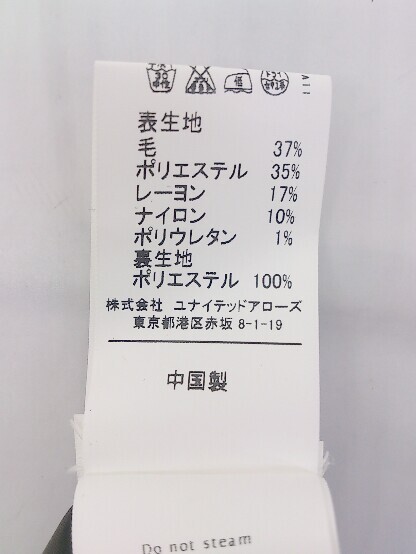 表生地
毛 37%
ポリエステル 35%
レーヨン 17%
ナイロン 10%
ポリウレタン 1%
裏生地
ポリエステル 100%
株式会社 ユナイテッドアローズ
東京都港区赤坂 8-1-19
中国製
Do not steam